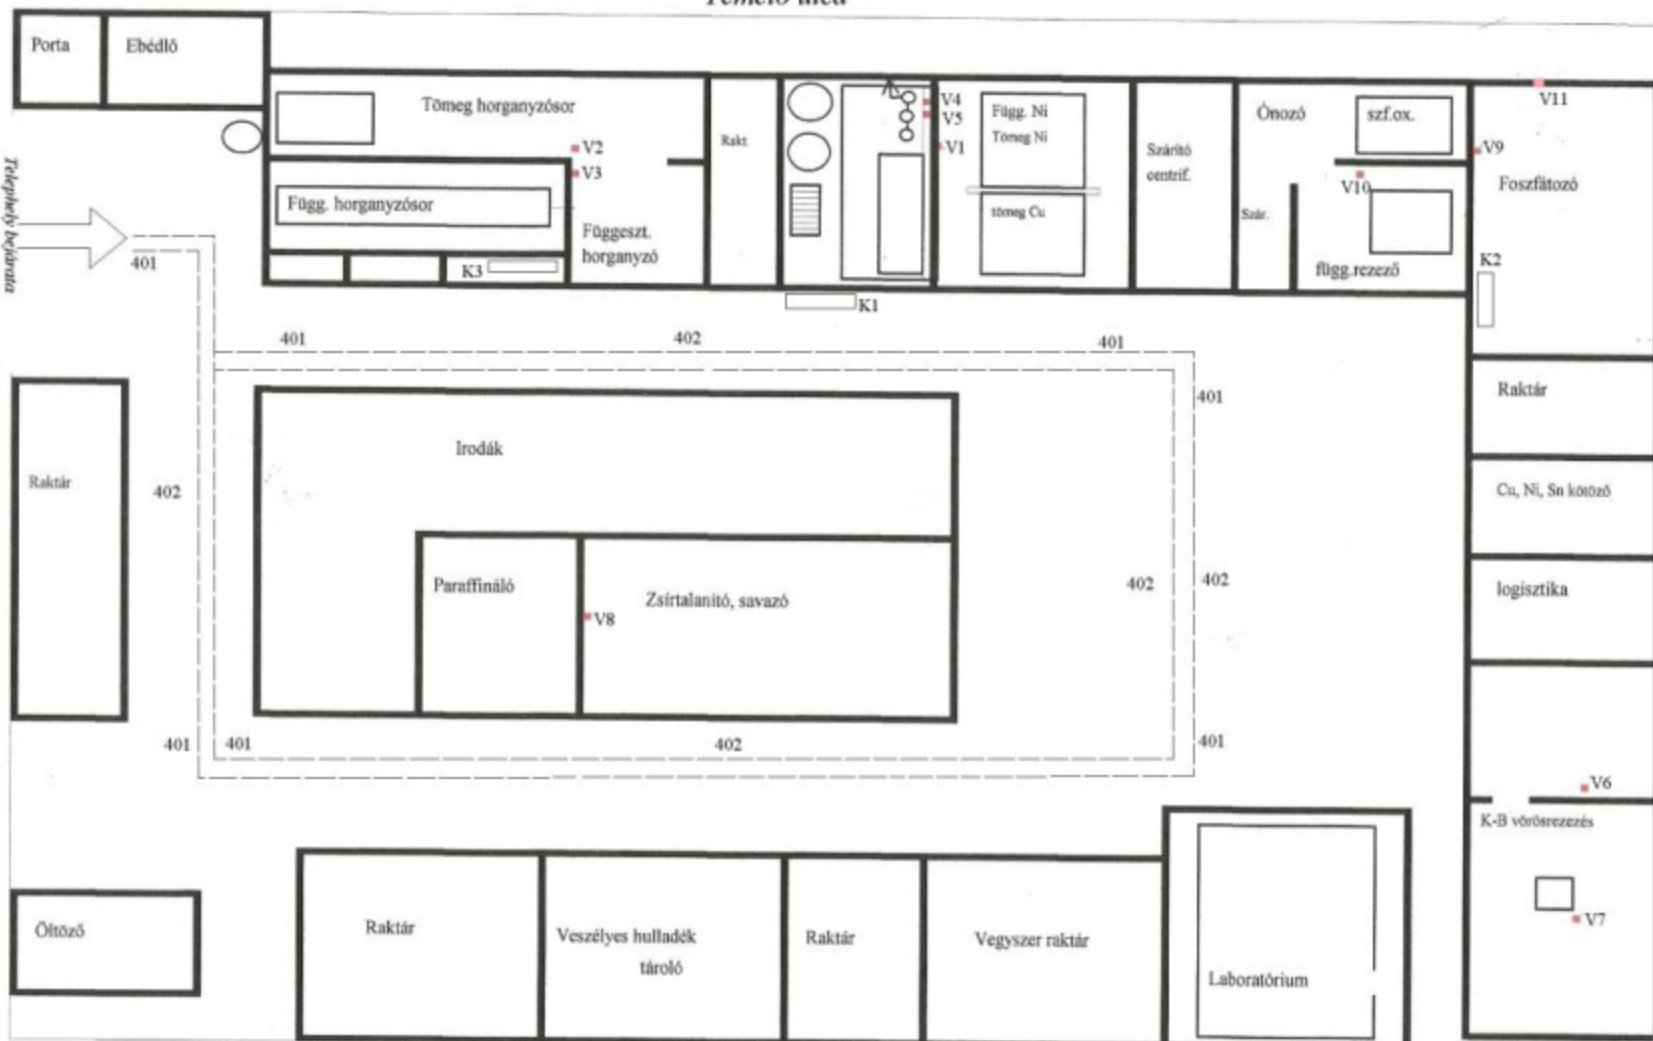 Porta
Ebédlő
Tömeg horganyzósor
Rakt.
V4
V5
V1
Függ. Ni
Tömeg Ni
tömeg Cu
Szárító
centrif.
Ónozó
szf.ox.
V11
V9
V10
Foszfátozó
Szár.
függ.rezező
K2
V2
V3
Függ. horganyzósor
Függeszt.
horganyzó
K3
K1
Telephely bejárata
401
401
402
401
401
Raktár
402
Irodák
Raktár
Cu, Ni, Sn kötöző
logisztika
Paraffináló
Zsírtalanító, savazó
V8
402
402
401
401
402
401
V6
K-B vörösrezezés
V7
Öltöző
Raktár
Veszélyes hulladék
tároló
Raktár
Vegyszer raktár
Laboratórium